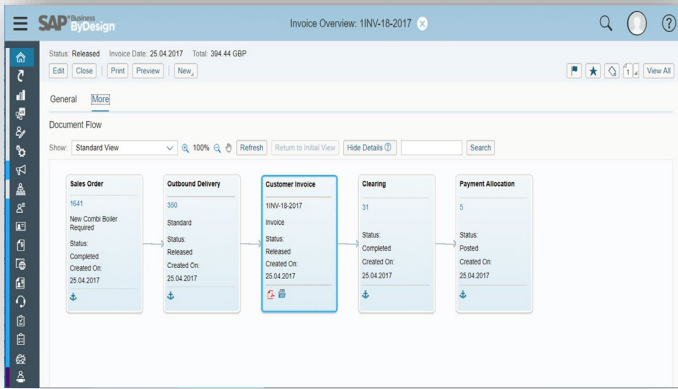 SAP Business ByDesign
Invoice Overview: 1INV-18-2017
Status: Released Invoice Date: 25.04.2017 Total: 394.44 GBP
Edit Close Print Preview New View All
General More
Document Flow
Show: Standard View 100% Refresh Return to Initial View Hide Details Search
Sales Order
1641
New Combi Boiler
Required
Status:
Completed
Created On:
25.04.2017
Outbound Delivery
350
Standard
Status:
Released
Created On:
25.04.2017
Customer Invoice
1INV-18-2017
Invoice
Status:
Released
Created On:
25.04.2017
Clearing
31
Status:
Completed
Created On:
25.04.2017
Payment Allocation
5
Status:
Posted
Created On:
25.04.2017